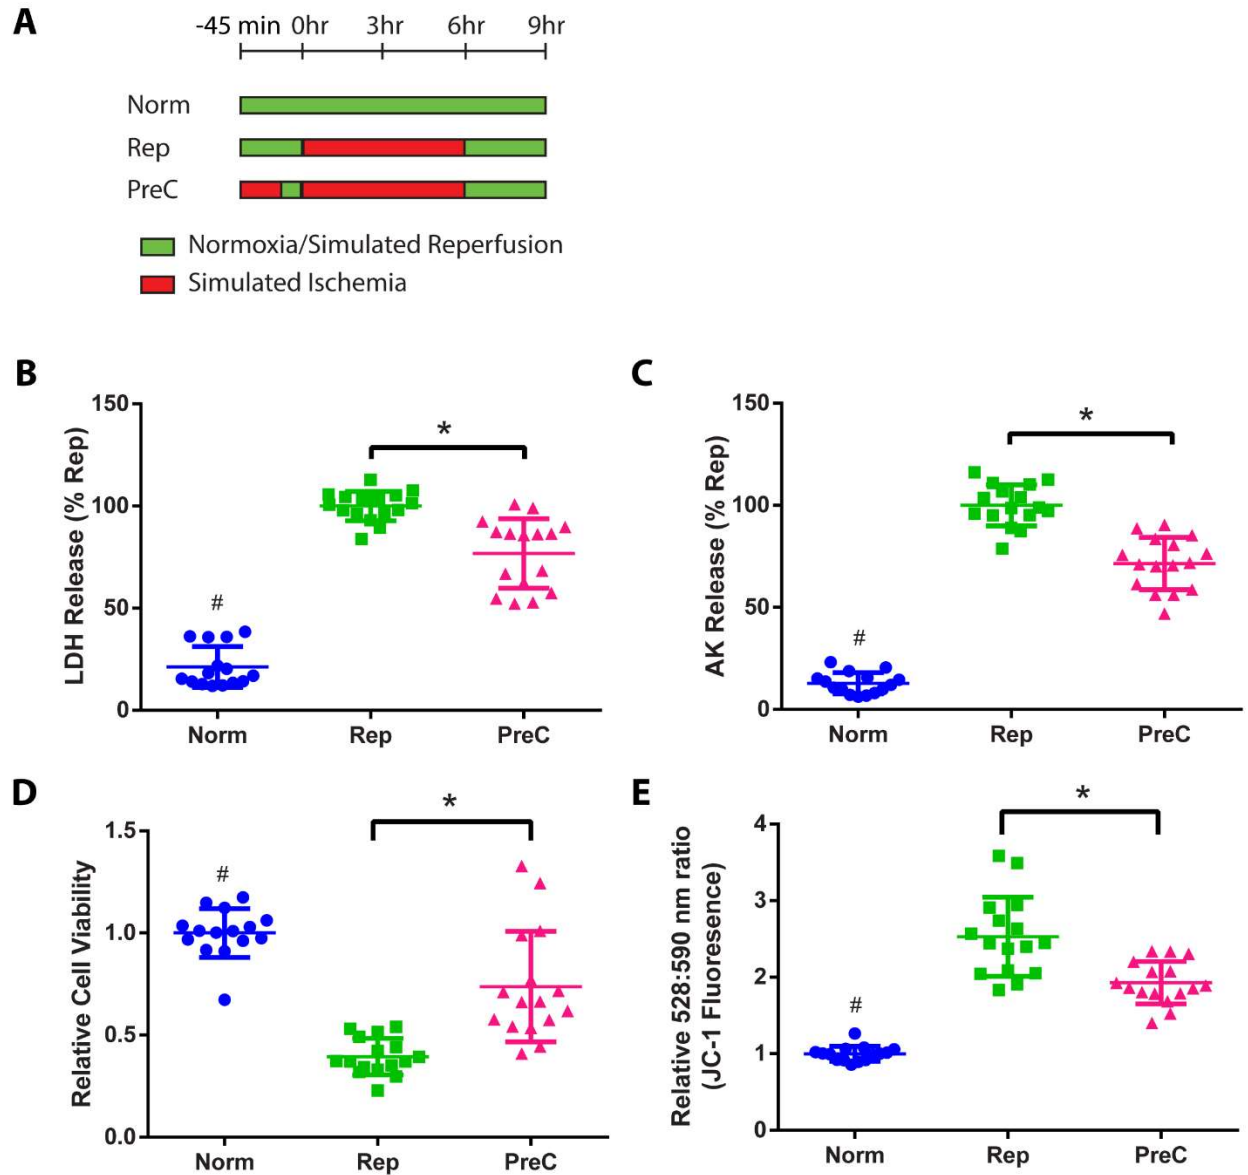 A
-45 min 0hr 3hr 6hr 9hr
Norm
Rep
PreC
Normoxia/Simulated Reperfusion
Simulated Ischemia
B
LDH Release (% Rep)
150
100
50
0
#
*
Norm Rep PreC
C
AK Release (% Rep)
150
100
50
0
#
*
Norm Rep PreC
D
Relative Cell Viability
1.5
1.0
0.5
0.0
#
*
Norm Rep PreC
E
Relative 528:590 nm ratio
(JC-1 Fluoresence)
4
3
2
1
0
#
*
Norm Rep PreC